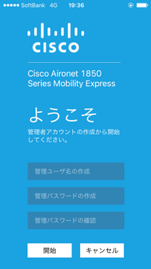 SoftBank 4G 19:36
CISCO
Cisco Aironet 1850
Series Mobility Express
ようこそ
管理者アカウントの作成から開始
してください。
管理ユーザ名の作成
管理パスワードの作成
管理パスワードの確認
開始 キャンセル